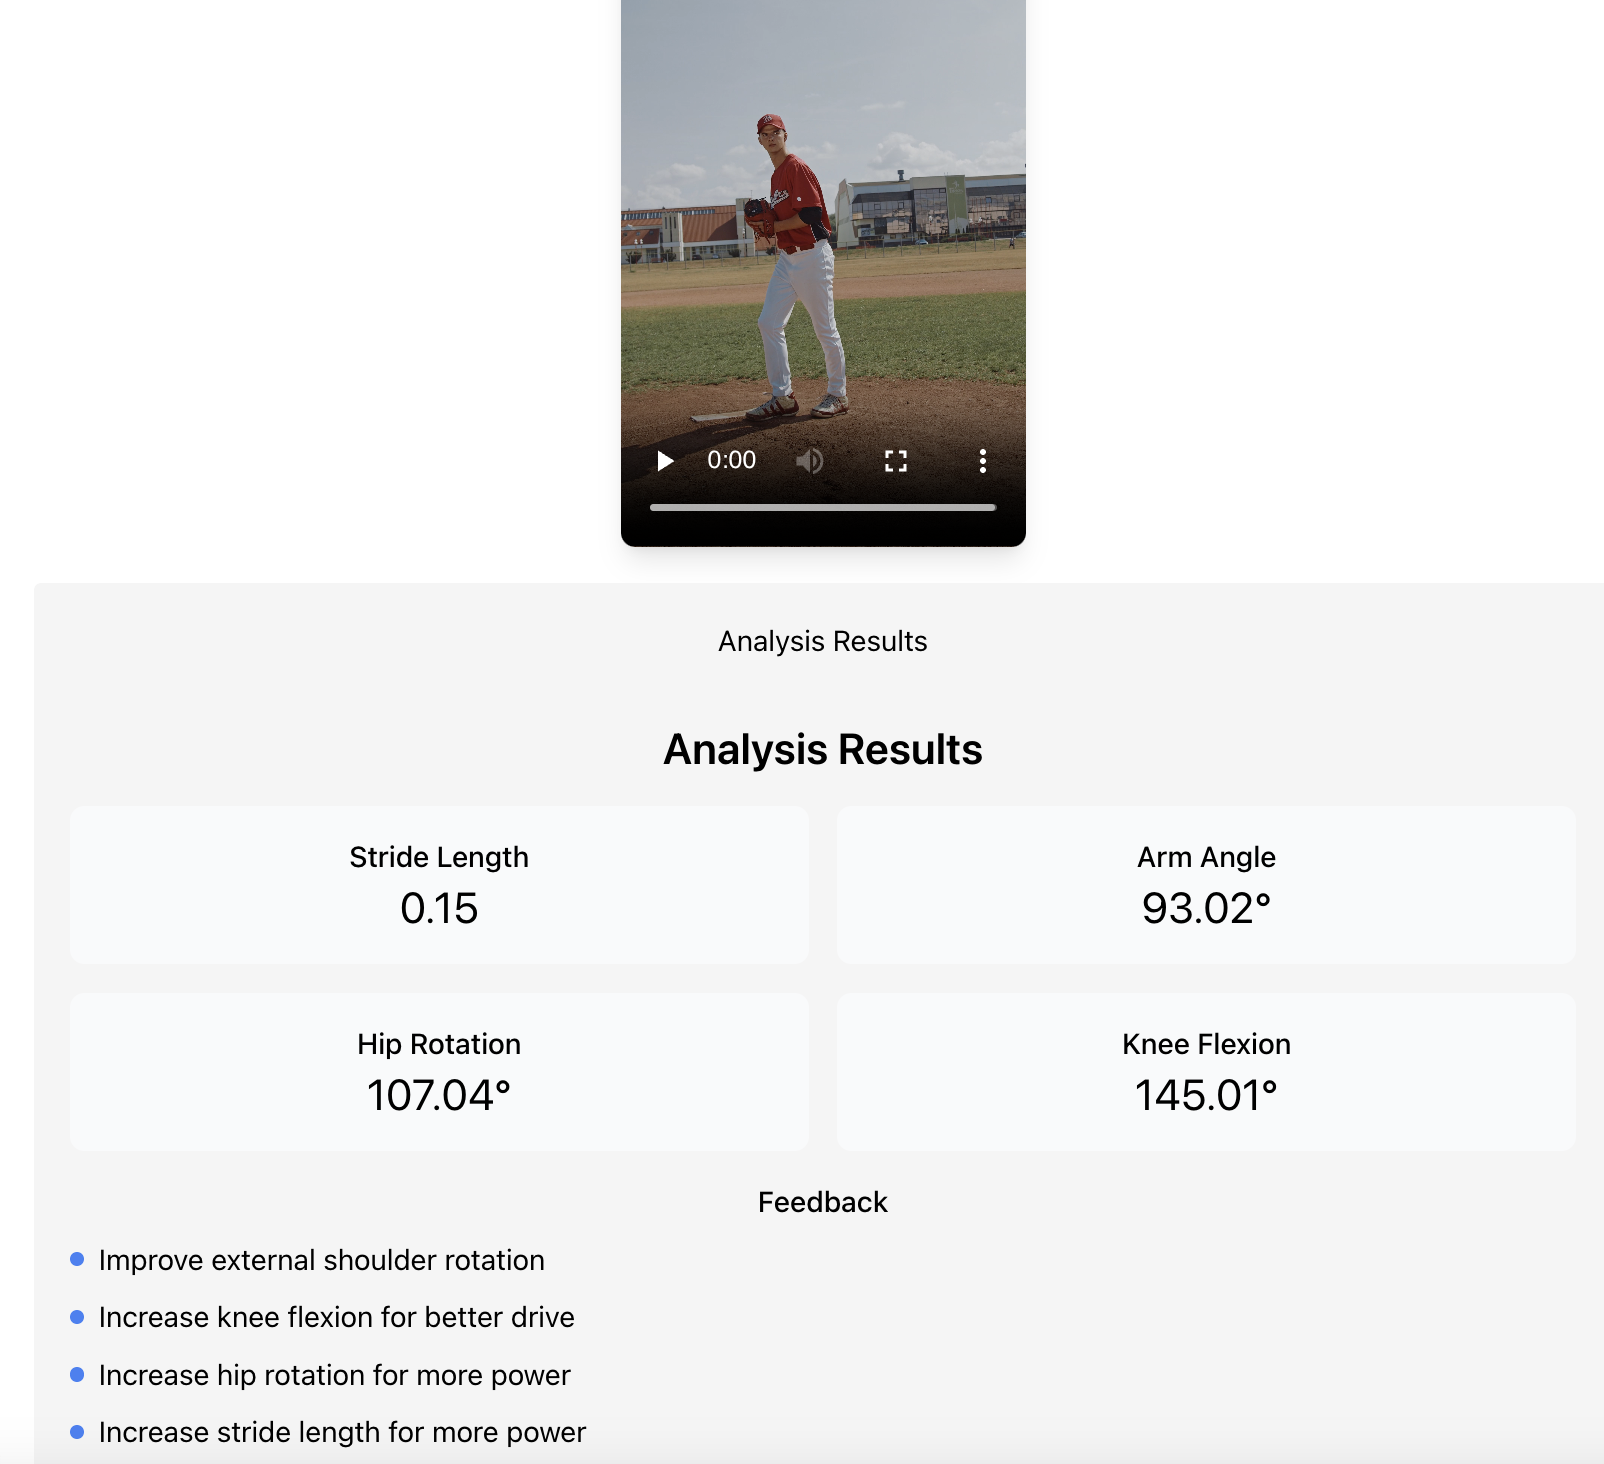 0:00
Analysis Results
Analysis Results
Stride Length
0.15
Arm Angle
93.02°
Hip Rotation
107.04°
Knee Flexion
145.01°
Feedback
Improve external shoulder rotation
Increase knee flexion for better drive
Increase hip rotation for more power
Increase stride length for more power